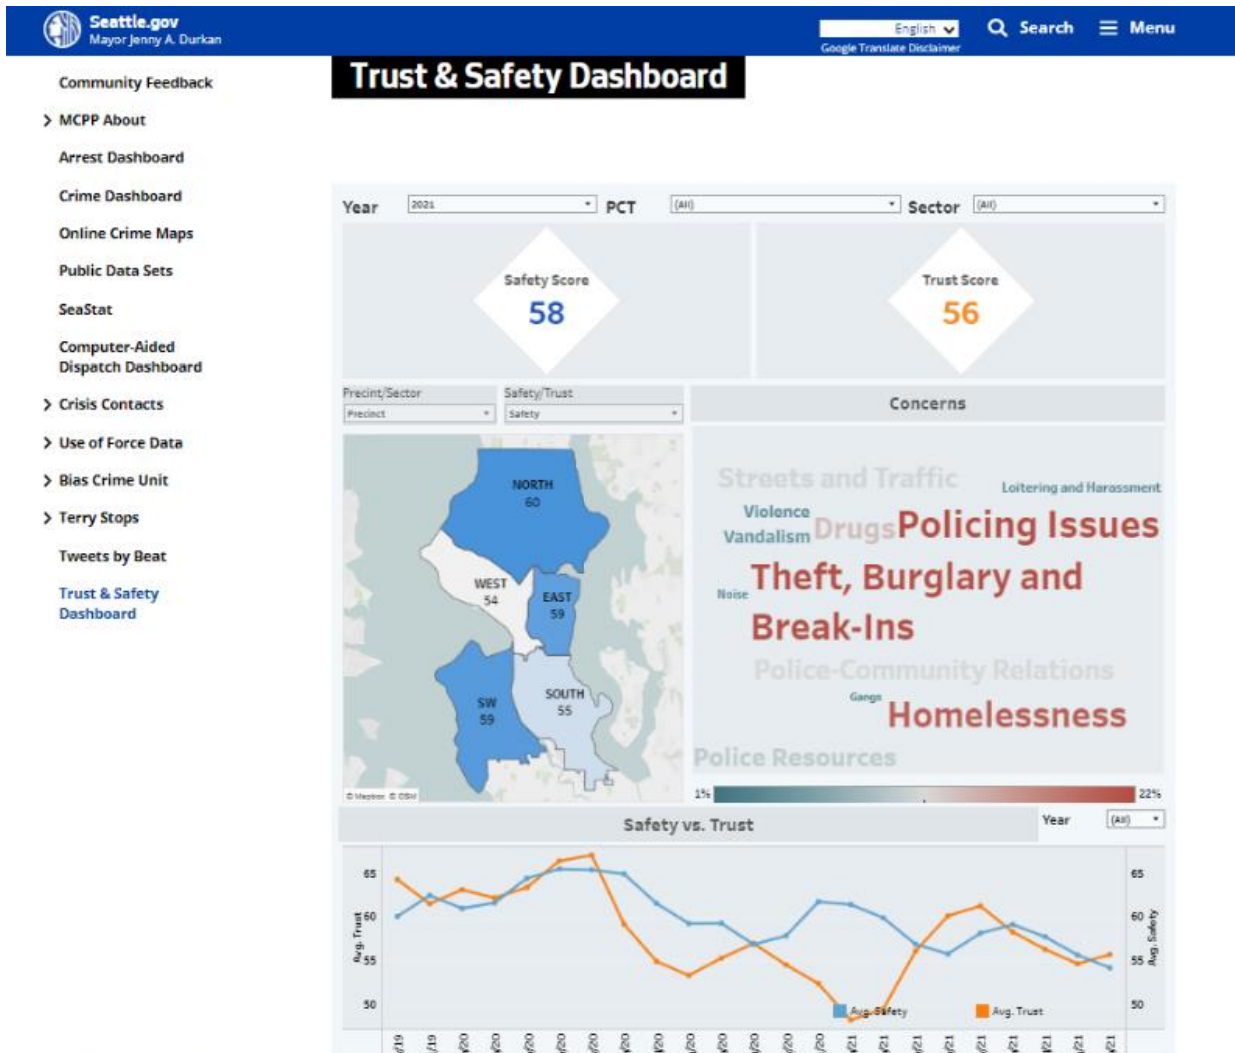 Seattle.gov
Mayor Jenny A. Durkan
English
Google Translate Disclaimer
Search
Menu
Community Feedback
MCPP About
Arrest Dashboard
Crime Dashboard
Online Crime Maps
Public Data Sets
SeaStat
Computer-Aided
Dispatch Dashboard
Crisis Contacts
Use of Force Data
Bias Crime Unit
Terry Stops
Tweets by Beat
Trust & Safety
Dashboard
Trust & Safety Dashboard
Year 2021 PCT (All) Sector (All)
Safety Score
58
Trust Score
56
Precint/Sector
Precinct
Safety/Trust
Safety
NORTH
60
WEST
54
EAST
59
SW
59
SOUTH
55
© Mapbox © OSM
Concerns
Streets and Traffic
Loitering and Harassment
Violence
Vandalism
Drugs
Policing Issues
Noise
Theft, Burglary and
Break-Ins
Police-Community Relations
Gangs
Homelessness
Police Resources
1% 22%
Safety vs. Trust
Year (All)
65
60
55
50
Avg. Trust
65
60
55
50
Avg. Safety
Avg. Safety
Avg. Trust